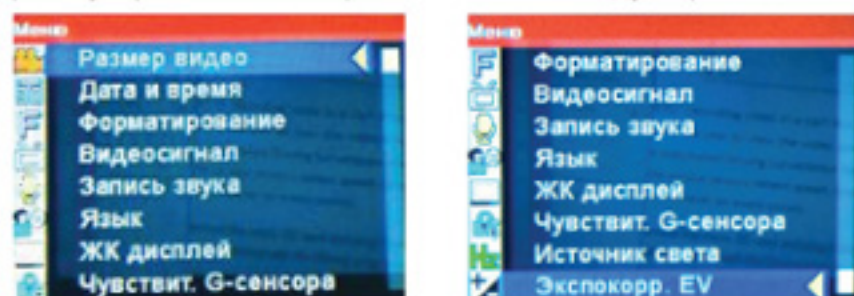 Меню
Размер видео
Дата и время
Форматирование
Видеосигнал
Запись звука
Язык
ЖК дисплей
Чувствит. G-сенсора
Меню
Форматирование
Видеосигнал
Запись звука
Язык
ЖК дисплей
Чувствит. G-сенсора
Hz
Источник света
Экспокорр. EV